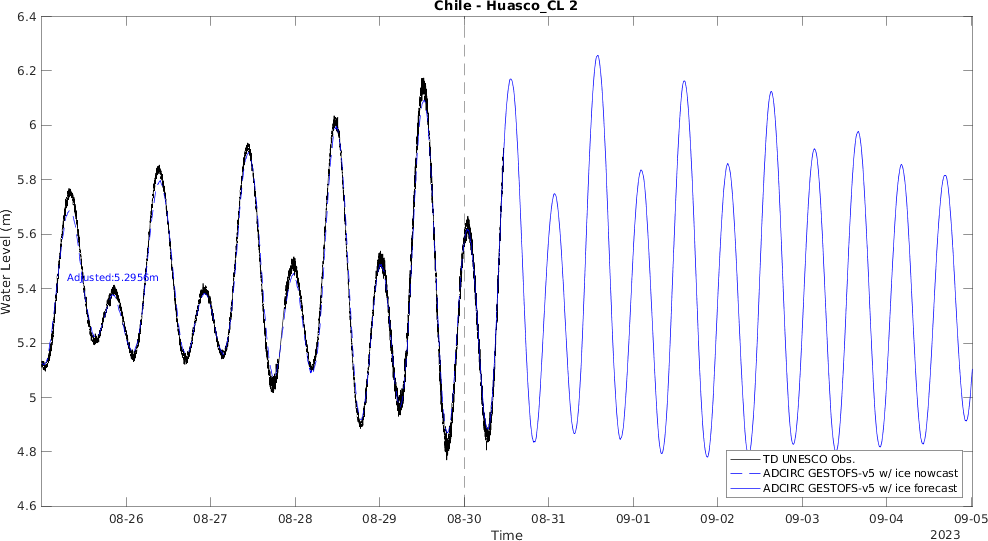 Chile - Huasco_CL 2
6.4
6.2
6
5.8
5.6
5.4
5.2
5
4.8
4.6
Water Level (m)
Adjusted:5.2956m
TD UNESCO Obs.
ADCIRC GESTOFS-v5 w/ ice nowcast
ADCIRC GESTOFS-v5 w/ ice forecast
08-26 08-27 08-28 08-29 08-30 08-31 09-01 09-02 09-03 09-04 09-05
Time
2023